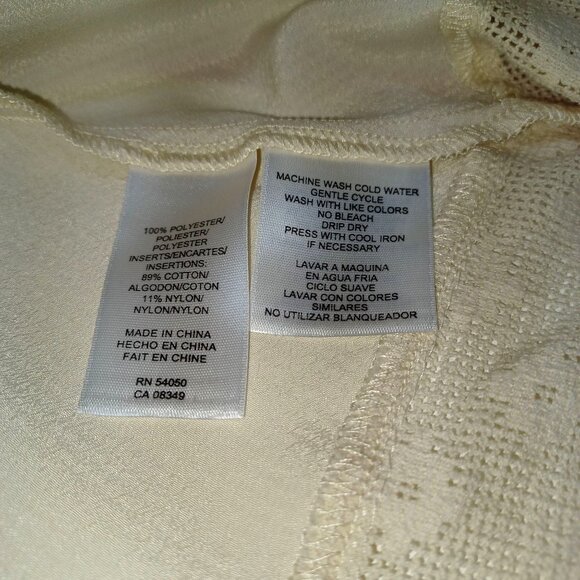 100% POLYESTER/
POLIESTER/
POLYESTER
INSERTS/ENCARTES/
INSERTIONS:
89% COTTON/
ALGODON/COTON
11% NYLON/
NYLON/NYLON
MADE IN CHINA
HECHO EN CHINA
FAIT EN CHINE
RN 54050
CA 08349
MACHINE WASH COLD WATER
GENTLE CYCLE
WASH WITH LIKE COLORS
NO BLEACH
DRIP DRY
PRESS WITH COOL IRON
IF NECESSARY
LAVAR A MAQUINA
EN AGUA FRIA
CICLO SUAVE
LAVAR CON COLORES
SIMILARES
NO UTILIZAR BLANQUEADOR